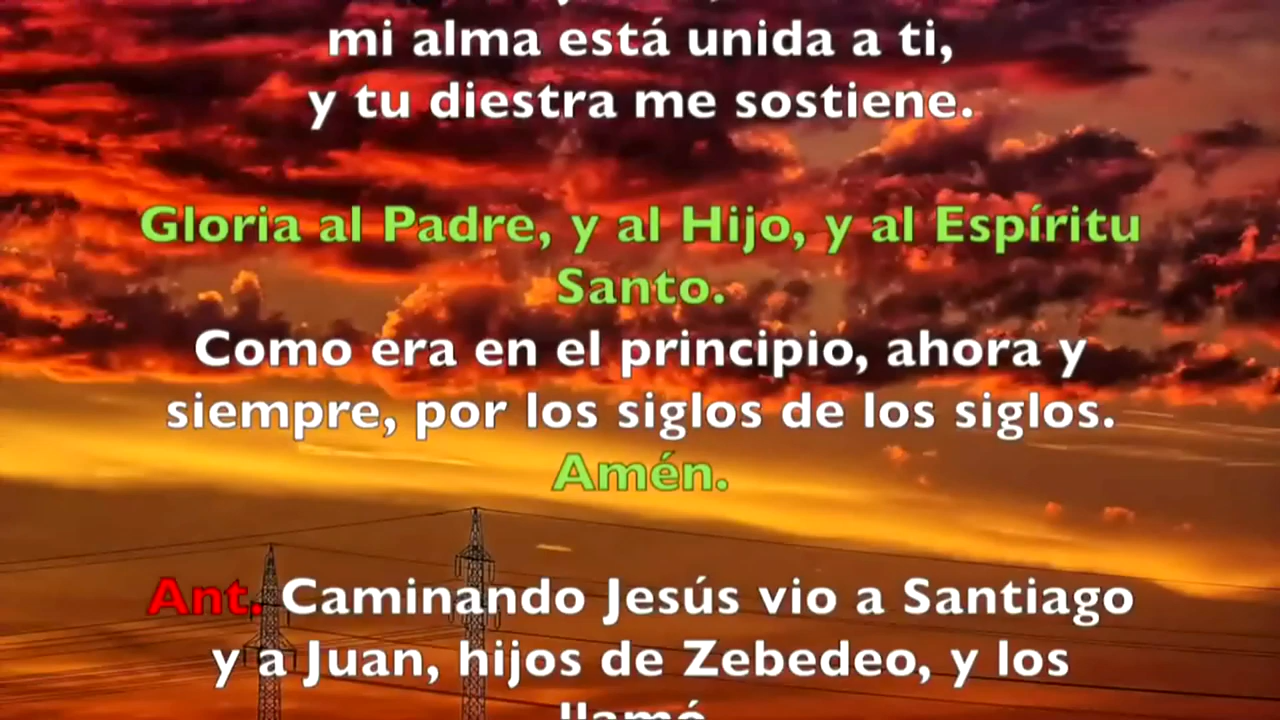 mi alma está unida a ti,
y tu diestra me sostiene.
Gloria al Padre, y al Hijo, y al Espíritu
Santo.
Como era en el principio, ahora y
siempre, por los siglos de los siglos.
Amén.
Ant. Caminando Jesús vio a Santiago
y a Juan, hijos de Zebedeo, y los
llamó.